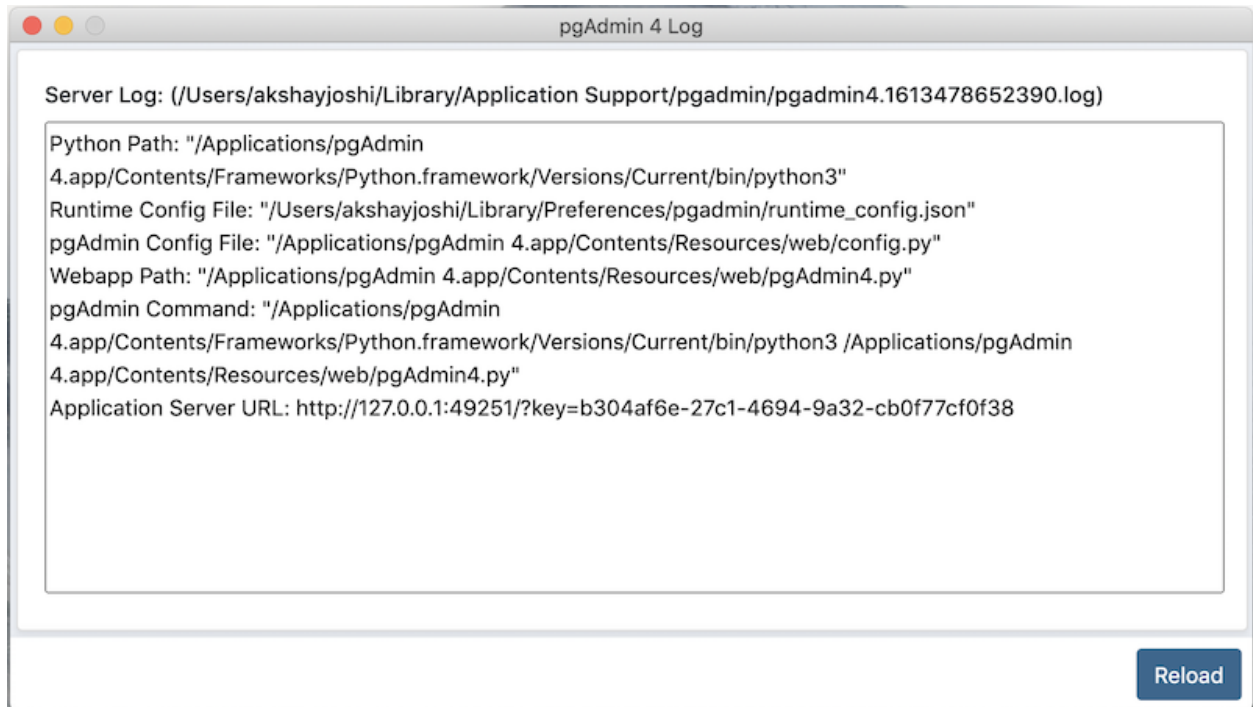 pgAdmin 4 Log
Server Log: (/Users/akshayjoshi/Library/Application Support/pgadmin/pgadmin4.1613478652390.log)
Python Path: "/Applications/pgAdmin
4.app/Contents/Frameworks/Python.framework/Versions/Current/bin/python3"
Runtime Config File: "/Users/akshayjoshi/Library/Preferences/pgadmin/runtime_config.json"
pgAdmin Config File: "/Applications/pgAdmin 4.app/Contents/Resources/web/config.py"
Webapp Path: "/Applications/pgAdmin 4.app/Contents/Resources/web/pgAdmin4.py"
pgAdmin Command: "/Applications/pgAdmin
4.app/Contents/Frameworks/Python.framework/Versions/Current/bin/python3 /Applications/pgAdmin
4.app/Contents/Resources/web/pgAdmin4.py"
Application Server URL: http://127.0.0.1:49251/?key=b304af6e-27c1-4694-9a32-cb0f77cf0f38
Reload